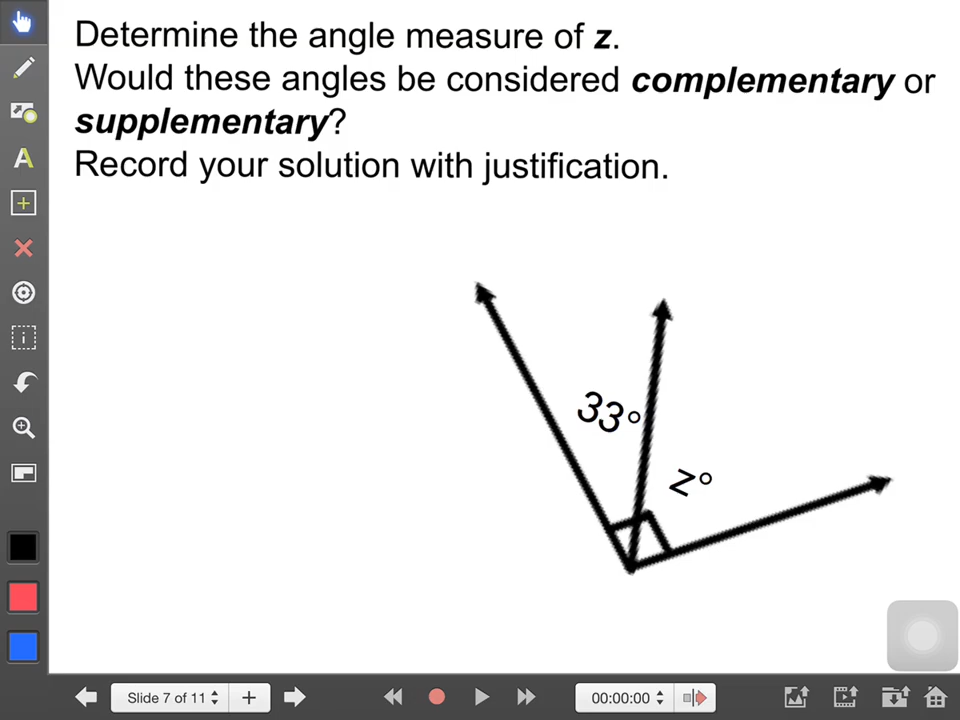 Determine the angle measure of z.
Would these angles be considered complementary or
supplementary?
Record your solution with justification.
33°
z°
A
i
Slide 7 of 11
00:00:00